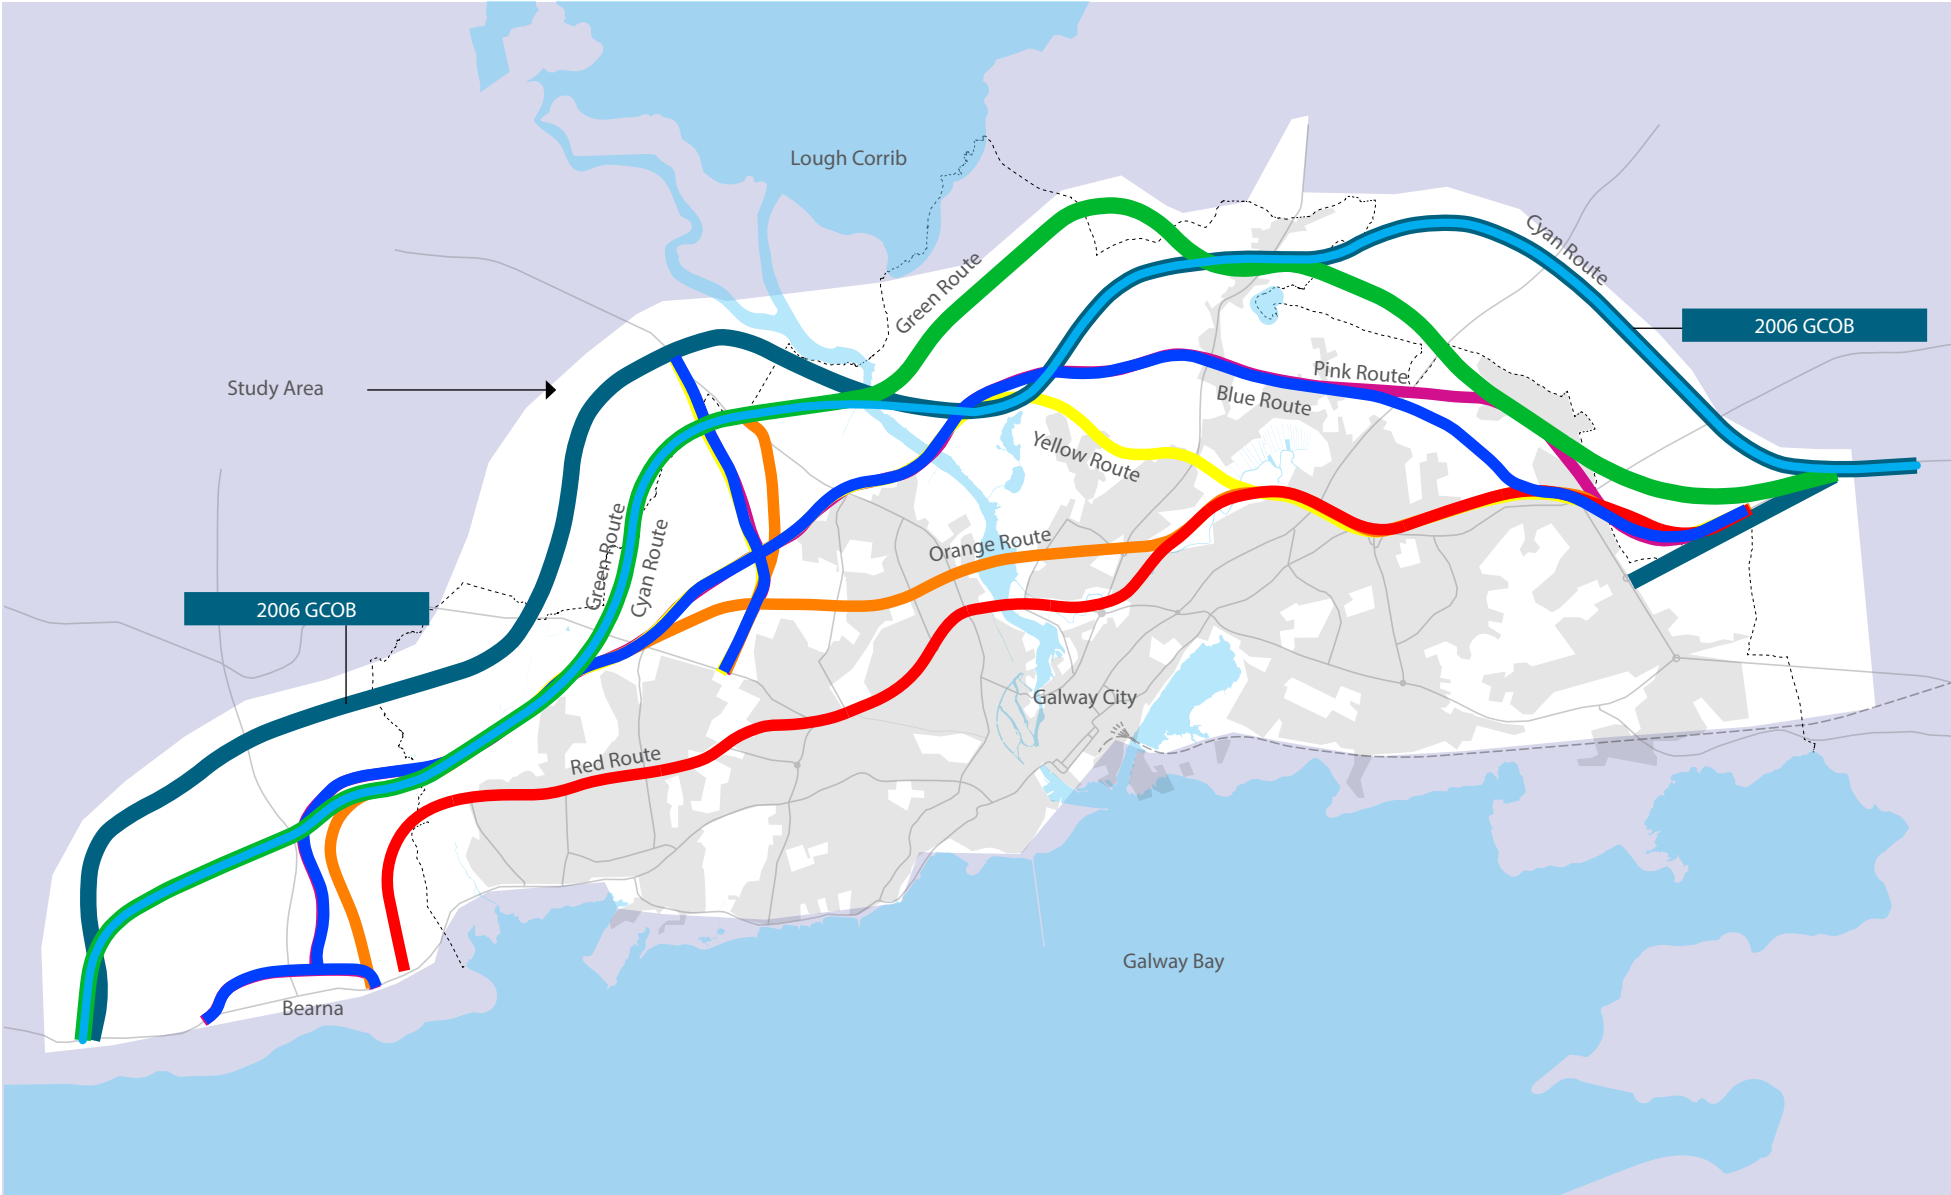 Lough Corrib
Cyan Route
Green Route
2006 GCOB
Study Area
Pink Route
Blue Route
Yellow Route
Green Route
Cyan Route
Orange Route
2006 GCOB
Galway City
Red Route
Galway Bay
Bearna